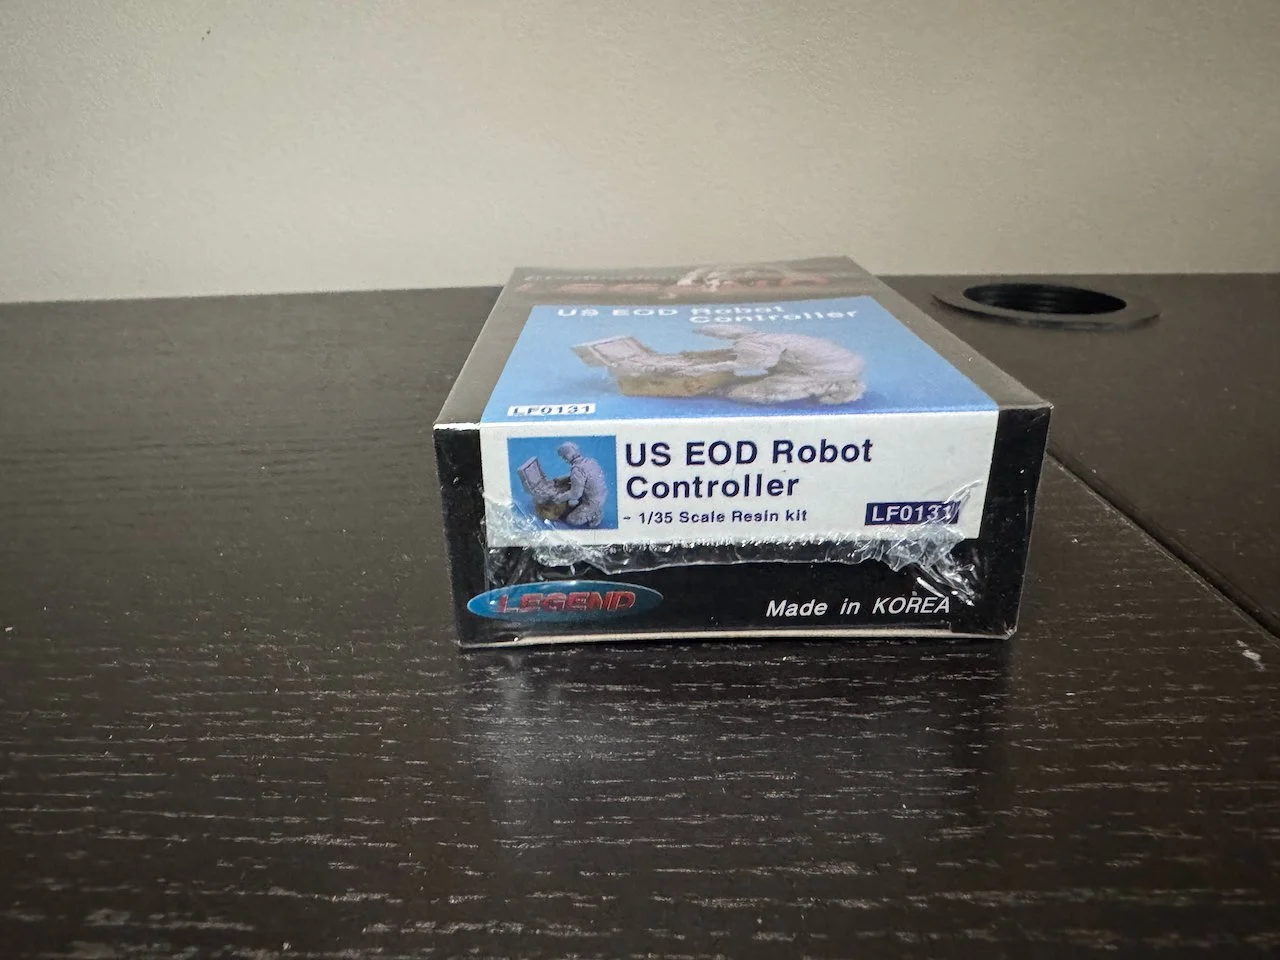 LEGEND
US EOD Robot
Controller
LF0131
US EOD Robot
Controller
- 1/35 Scale Resin kit
LF0131
LEGEND
Made in KOREA